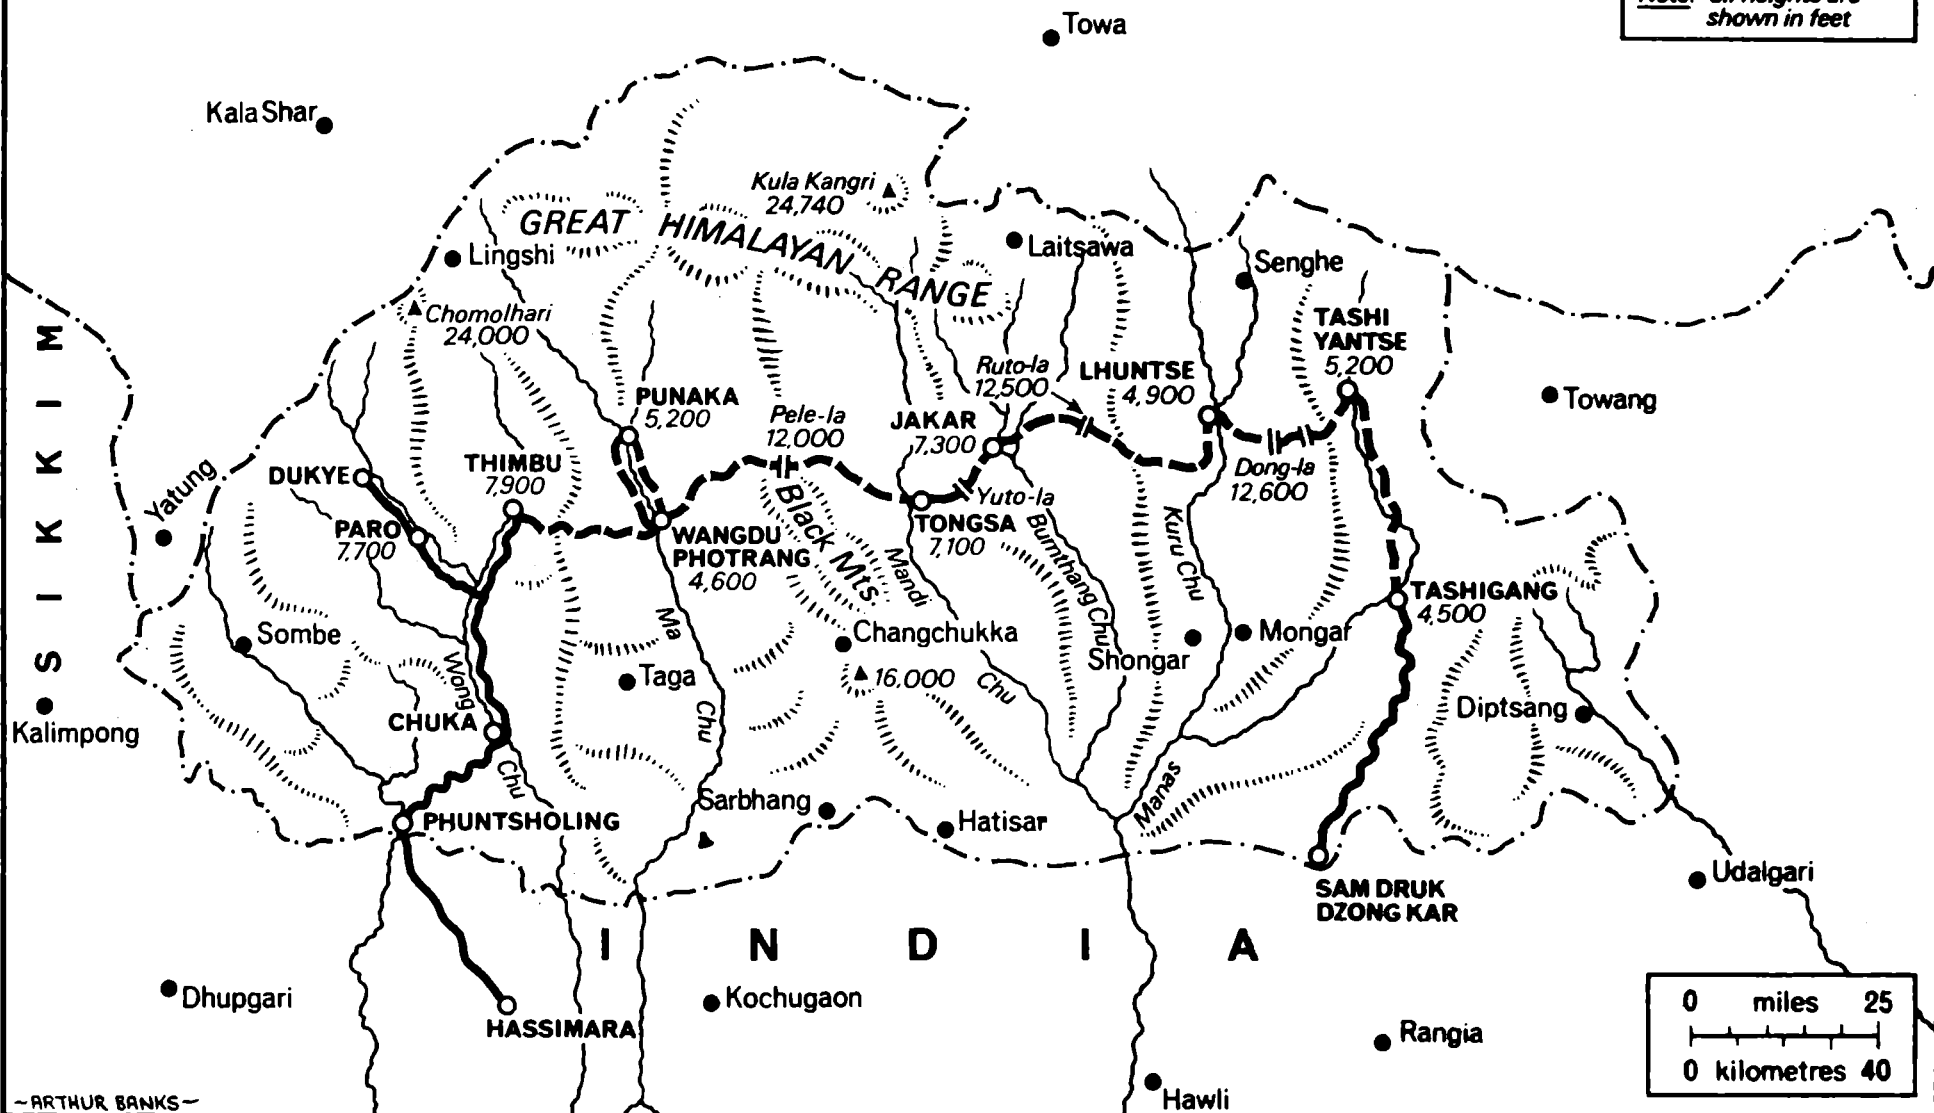 shown in feet
Towa
Kala Shar
Kula Kangri
24,740
GREAT HIMALAYAN RANGE
Lingshi
Laitsawa
Senghe
Chomolhari
24,000
TASHI
YANTSE
5,200
SIKKIM
Ruto-la
12,500
LHUNTSE
4,900
PUNAKA
5,200
Pele-la
12,000
JAKAR
7,300
Towang
Yatung
DUKYE
THIMBU
7,900
Dong-la
12,600
Yuto-la
PARO
7,700
WANGDU
PHOTRANG
4,600
Black Mts.
TONGSA
7,100
Mandi
Chu
Bumthang Chu
Kuru Chu
TASHIGANG
4,500
Sombe
Ma
Chu
Changchukka
Shongar
Mongar
Wong
Chu
Taga
16,000
Kalimpong
CHUKA
Diptsang
Manas
Sarbhang
Hatisar
PHUNTSHOLING
Udalgari
SAM DRUK
DZONG KAR
INDIA
Dhupgari
HASSIMARA
Kochugaon
Rangia
Hawli
0 miles 25
0 kilometres 40
~ARTHUR BANKS~